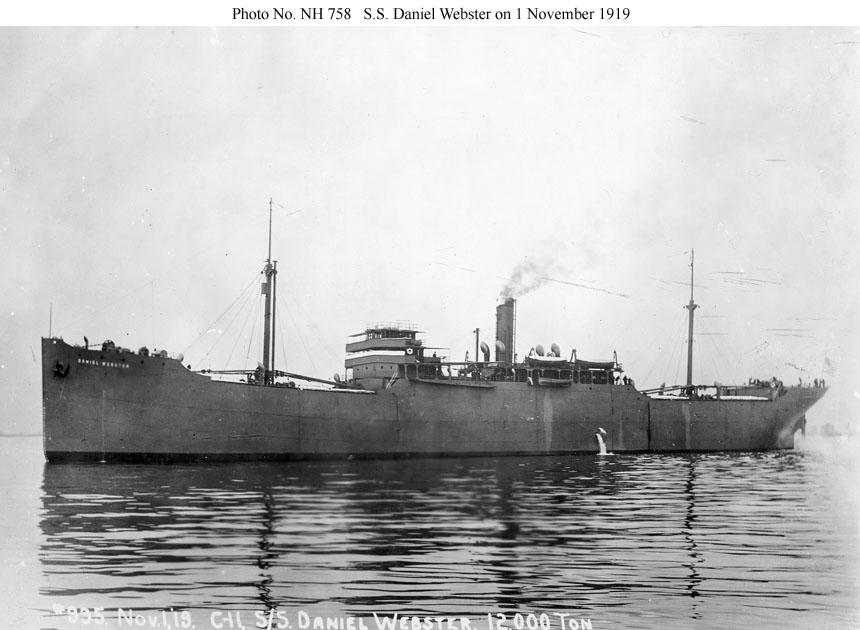 Photo No. NH 758 S.S. Daniel Webster on 1 November 1919
DANIEL WEBSTER
#995. Nov.1,'19. C-11, S/S. DANIEL WEBSTER. 12,000 TON